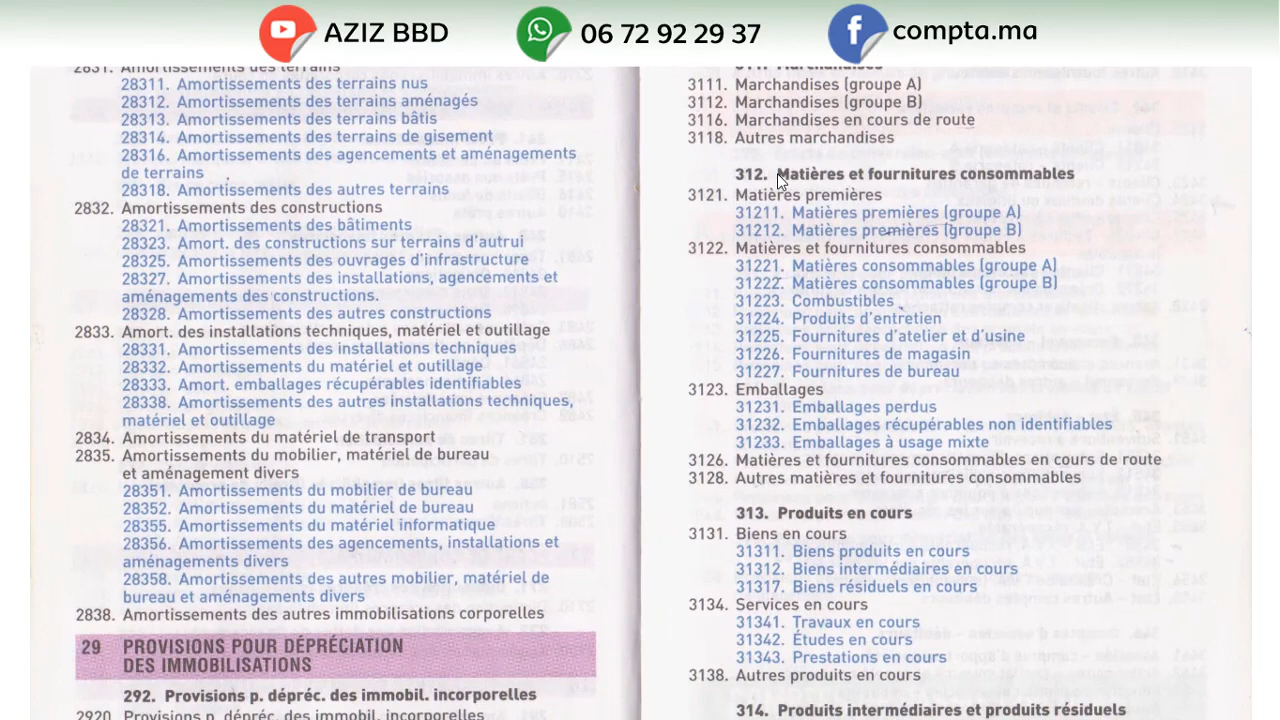 AZIZ BBD
06 72 92 29 37
compta.ma
2831. Amortissements des terrains
28311. Amortissements des terrains nus
28312. Amortissements des terrains aménagés
28313. Amortissements des terrains bâtis
28314. Amortissements des terrains de gisement
28316. Amortissements des agencements et aménagements
de terrains
28318. Amortissements des autres terrains
2832. Amortissements des constructions
28321. Amortissements bâtiments
28323. Amort. des constructions sur terrains d'autrui
28325. Amortissements des ouvrages d'infrastructure
28327. Amortissements des installations, agencements et
aménagements des constructions.
28328. Amortissements des autres constructions
2833. Amort. des installations techniques, matériel et outillage
28331. Amortissements des installations techniques
28332. Amortissements du matériel et outillage
28333. Amort. emballages récupérables identifiables
28338. Amortissements des autres installations techniques,
matériel et outillage
2834. Amortissements du matériel de transport
2835. Amortissements du mobilier, matériel de bureau
et aménagement divers
28351. Amortissements du mobilier de bureau
28352. Amortissements du matériel de bureau
28355. Amortissements du matériel informatique
28356. Amortissements des agencements, installations et
aménagements divers
28358. Amortissements des autres mobilier, matériel de
bureau et aménagements divers
2838. Amortissements des autres immobilisations corporelles
29 PROVISIONS POUR DÉPRÉCIATION
DES IMMOBILISATIONS
292. Provisions p. dépréc. des immobil. incorporelles
2920. Provisions p. dépréc. des immobil. incorporelles
Marchandises
3111. Marchandises (groupe A)
3112. Marchandises (groupe B)
3116. Marchandises en cours de route
3118. Autres marchandises
312. Matières et fournitures consommables
3121. Matières premières
31211. Matières premières (groupe A)
31212. Matières premières (groupe B)
3122. Matières et fournitures consommables
31221. Matières consommables (groupe A)
31222. Matières consommables (groupe B)
31223. Combustibles
31224. Produits d'entretien
31225. Fournitures d'atelier et d'usine
31226. Fournitures de magasin
31227. Fournitures de bureau
3123. Emballages
31231. Emballages perdus
31232. Emballages récupérables non identifiables
31233. Emballages à usage mixte
3126. Matières et fournitures consommables en cours de route
3128. Autres matières et fournitures consommables
313. Produits en cours
3131. Biens en cours
31311. Biens produits en cours
31312. Biens intermédiaires en cours
31317. Biens résiduels en cours
3134. Services en cours
31341. Travaux en cours
31342. Études en cours
31343. Prestations en cours
3138. Autres produits en cours
314. Produits intermédiaires et produits résiduels